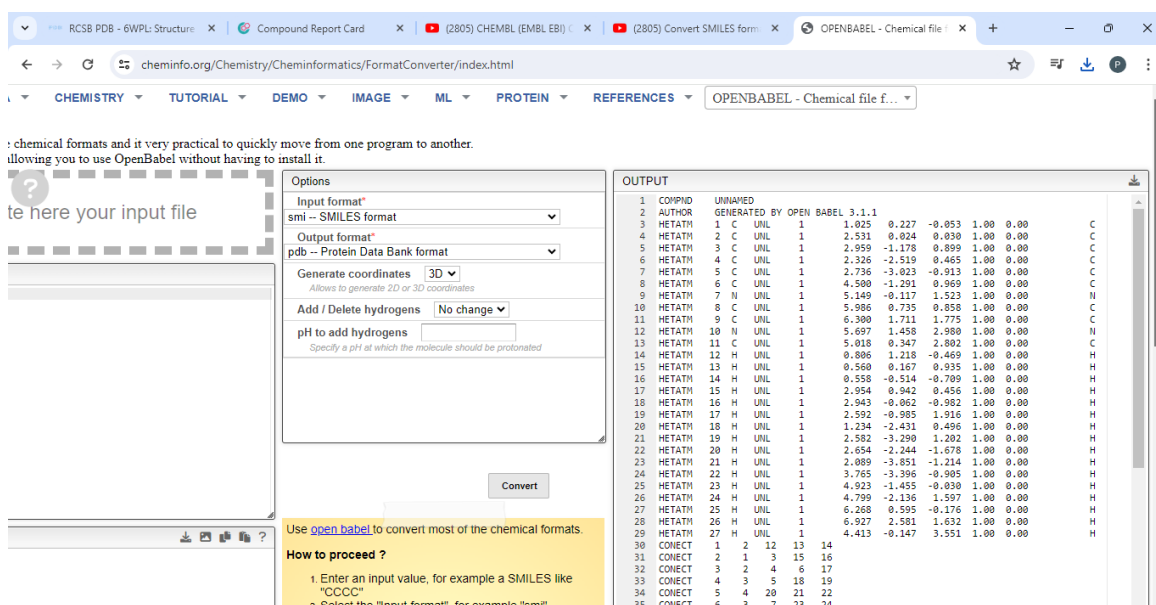 RCSB PDB - 6WPL: Structure
Compound Report Card
(2805) CHEMBL (EMBL EBI) C
(2805) Convert SMILES form
OPENBABEL - Chemical file f
cheminfo.org/Chemistry/Cheminformatics/FormatConverter/index.html
P
CHEMISTRY TUTORIAL DEMO IMAGE ML PROTEIN REFERENCES OPENBABEL - Chemical file f...
chemical formats and it very practical to quickly move from one program to another.
llowing you to use OpenBabel without having to install it.
?
te here your input file
Options
Input format*
smi -- SMILES format
Output format*
pdb -- Protein Data Bank format
Generate coordinates 3D
Allows to generate 2D or 3D coordinates
Add / Delete hydrogens No change
pH to add hydrogens
Specify a pH at which the molecule should be protonated
Convert
Use open babel to convert most of the chemical formats.
How to proceed ?
1. Enter an input value, for example a SMILES like
"CCCC"
2. Select the "Input format", for example "smi"
?
OUTPUT
1 COMPND UNNAMED
2 AUTHOR GENERATED BY OPEN BABEL 3.1.1
3 HETATM 1 C UNL 1 1.025 0.227 -0.053 1.00 0.00 C
4 HETATM 2 C UNL 1 2.531 0.024 0.030 1.00 0.00 C
5 HETATM 3 C UNL 1 2.959 -1.178 0.899 1.00 0.00 C
6 HETATM 4 C UNL 1 2.326 -2.519 0.465 1.00 0.00 C
7 HETATM 5 C UNL 1 2.736 -3.023 -0.913 1.00 0.00 C
8 HETATM 6 C UNL 1 4.500 -1.291 0.969 1.00 0.00 C
9 HETATM 7 N UNL 1 5.149 -0.117 1.523 1.00 0.00 N
10 HETATM 8 C UNL 1 5.986 0.735 0.858 1.00 0.00 C
11 HETATM 9 C UNL 1 6.300 1.711 1.775 1.00 0.00 C
12 HETATM 10 N UNL 1 5.697 1.458 2.980 1.00 0.00 N
13 HETATM 11 C UNL 1 5.018 0.347 2.802 1.00 0.00 C
14 HETATM 12 H UNL 1 0.806 1.218 -0.469 1.00 0.00 H
15 HETATM 13 H UNL 1 0.560 0.167 0.935 1.00 0.00 H
16 HETATM 14 H UNL 1 0.558 -0.514 -0.709 1.00 0.00 H
17 HETATM 15 H UNL 1 2.954 0.942 0.456 1.00 0.00 H
18 HETATM 16 H UNL 1 2.943 -0.062 -0.982 1.00 0.00 H
19 HETATM 17 H UNL 1 2.592 -0.985 1.916 1.00 0.00 H
20 HETATM 18 H UNL 1 1.234 -2.431 0.496 1.00 0.00 H
21 HETATM 19 H UNL 1 2.582 -3.290 1.202 1.00 0.00 H
22 HETATM 20 H UNL 1 2.654 -2.244 -1.678 1.00 0.00 H
23 HETATM 21 H UNL 1 2.089 -3.851 -1.214 1.00 0.00 H
24 HETATM 22 H UNL 1 3.765 -3.396 -0.905 1.00 0.00 H
25 HETATM 23 H UNL 1 4.923 -1.455 -0.030 1.00 0.00 H
26 HETATM 24 H UNL 1 4.799 -2.136 1.597 1.00 0.00 H
27 HETATM 25 H UNL 1 6.268 0.595 -0.176 1.00 0.00 H
28 HETATM 26 H UNL 1 6.927 2.581 1.632 1.00 0.00 H
29 HETATM 27 H UNL 1 4.413 -0.147 3.551 1.00 0.00 H
30 CONECT 1 2 12 13 14
31 CONECT 2 1 3 15 16
32 CONECT 3 2 4 6 17
33 CONECT 4 3 5 18 19
34 CONECT 5 4 20 21 22
35 CONECT 6 3 7 23 24